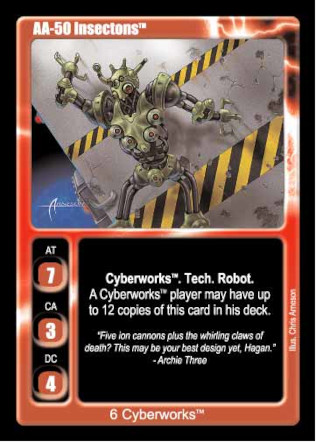 AA-50 Insectons™
AT
7
CA
3
DC
4
Cyberworks™. Tech. Robot.
A Cyberworks™ player may have up
to 12 copies of this card in his deck.
"Five ion cannons plus the whirling claws of
death? This may be your best design yet, Hagan."
- Archie Three
Illus. Chris Arneson
6 Cyberworks™